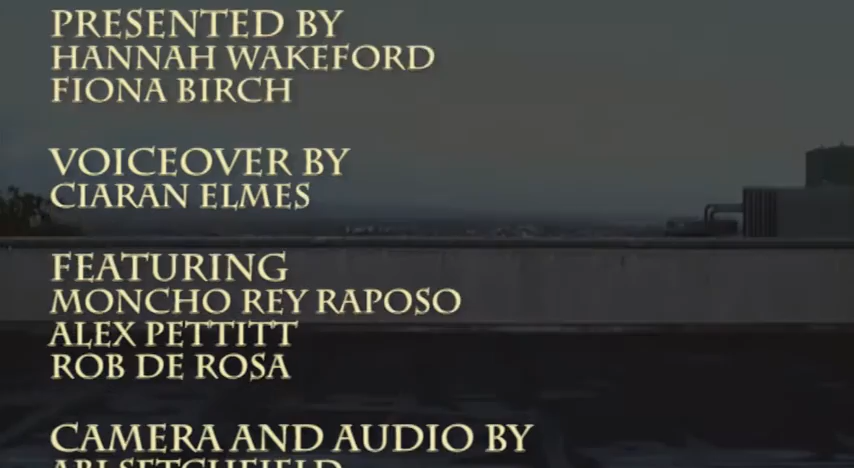 PRESENTED BY
HANNAH WAKEFORD
FIONA BIRCH
VOICEOVER BY
CIARAN ELMES
FEATURING
MONCHO REY RAPOSO
ALEX PETTITT
ROB DE ROSA
CAMERA AND AUDIO BY